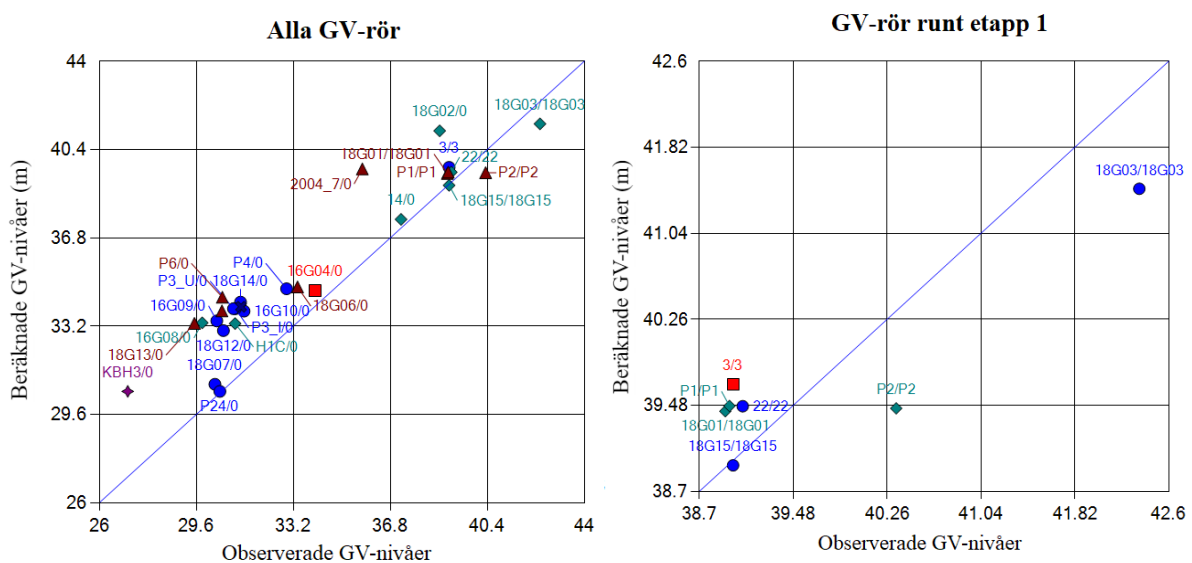 Alla GV-rör
44
40.4
36.8
33.2
29.6
26
26
29.6
33.2
36.8
40.4
44
Beräknade GV-nivåer (m)
Observerade GV-nivåer
18G02/0
18G03/18G03
3/3
18G01/18G01
22/22
P1/P1
P2/P2
2004_7/0
18G15/18G15
14/0
P6/0
P4/0
16G04/0
P3_U/0
18G14/0
18G06/0
16G09/0
16G10/0
P3_I/0
16G08/0
18G12/0
H1C/0
18G13/0
KBH3/0
18G07/0
P24/0
GV-rör runt etapp 1
42.6
41.82
41.04
40.26
39.48
38.7
38.7
39.48
40.26
41.04
41.82
42.6
Beräknade GV-nivåer (m)
Observerade GV-nivåer
18G03/18G03
3/3
P1/P1
P2/P2
22/22
18G01/18G01
18G15/18G15